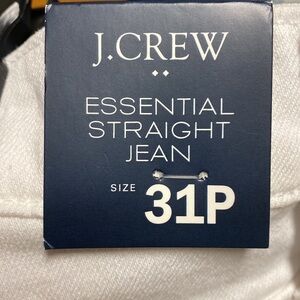 J.CREW
ESSENTIAL
STRAIGHT
JEAN
SIZE 31P